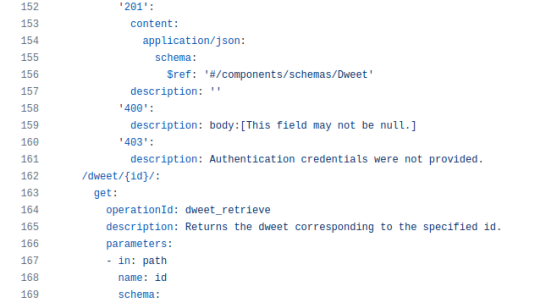 152 '201':
153 content:
154 application/json:
155 schema:
156 $ref: '#/components/schemas/Dweet'
157 description: ''
158 '400':
159 description: body:[This field may not be null.]
160 '403':
161 description: Authentication credentials were not provided.
162 /dweet/{id}/:
163 get:
164 operationId: dweet_retrieve
165 description: Returns the dweet corresponding to the specified id.
166 parameters:
167 - in: path
168 name: id
169 schema: